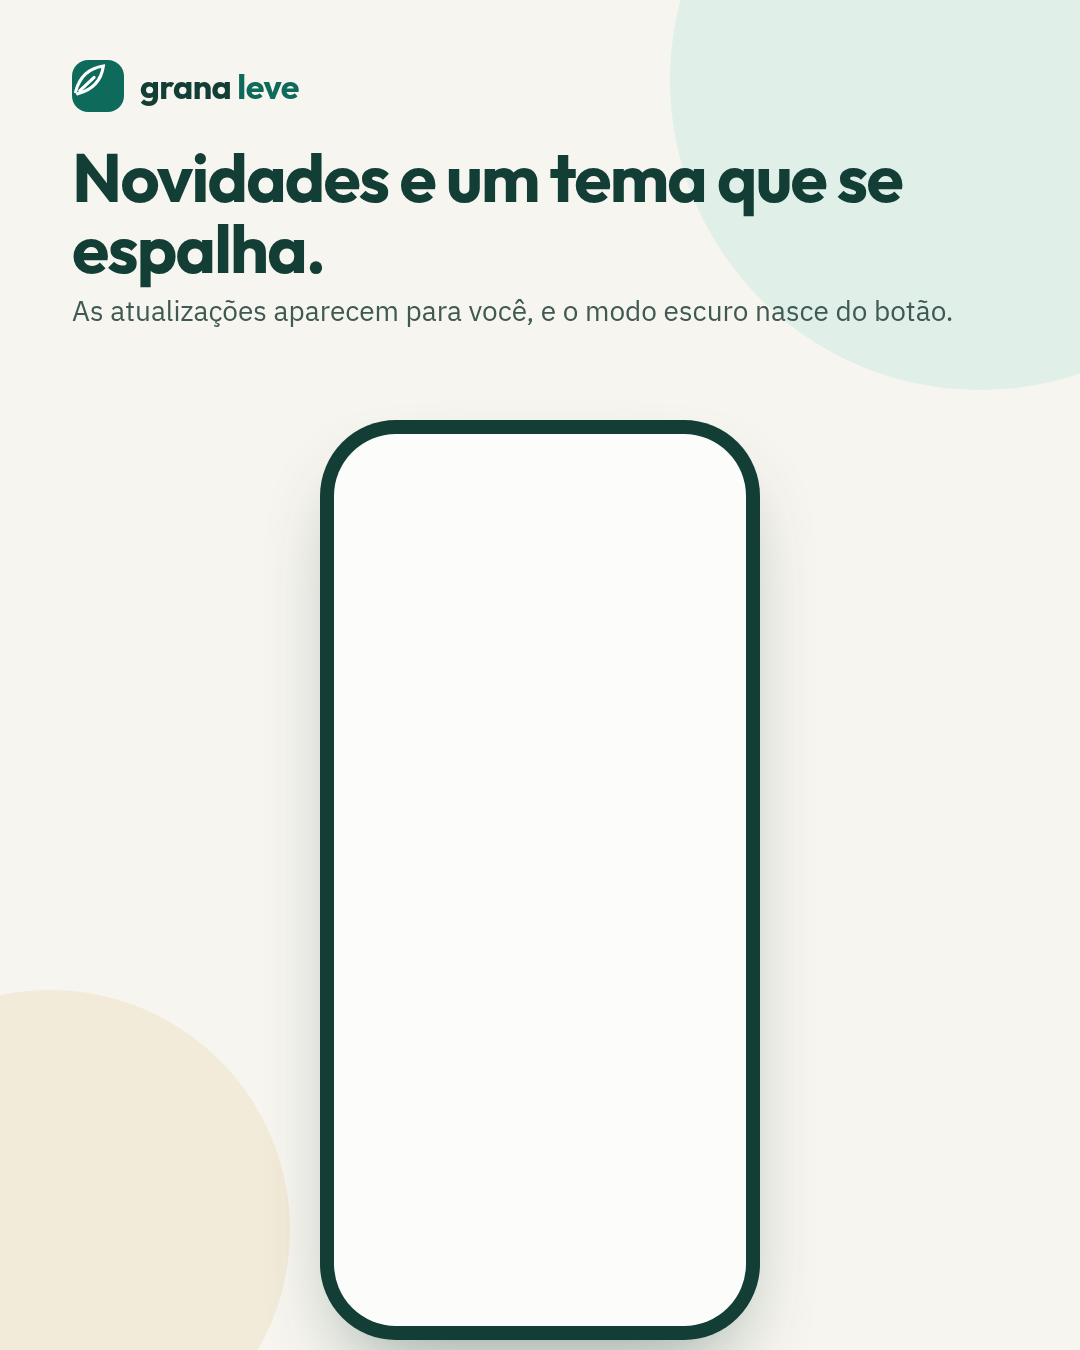 grana leve
Novidades e um tema que se
espalha.
As atualizações aparecem para você, e o modo escuro nasce do botão.